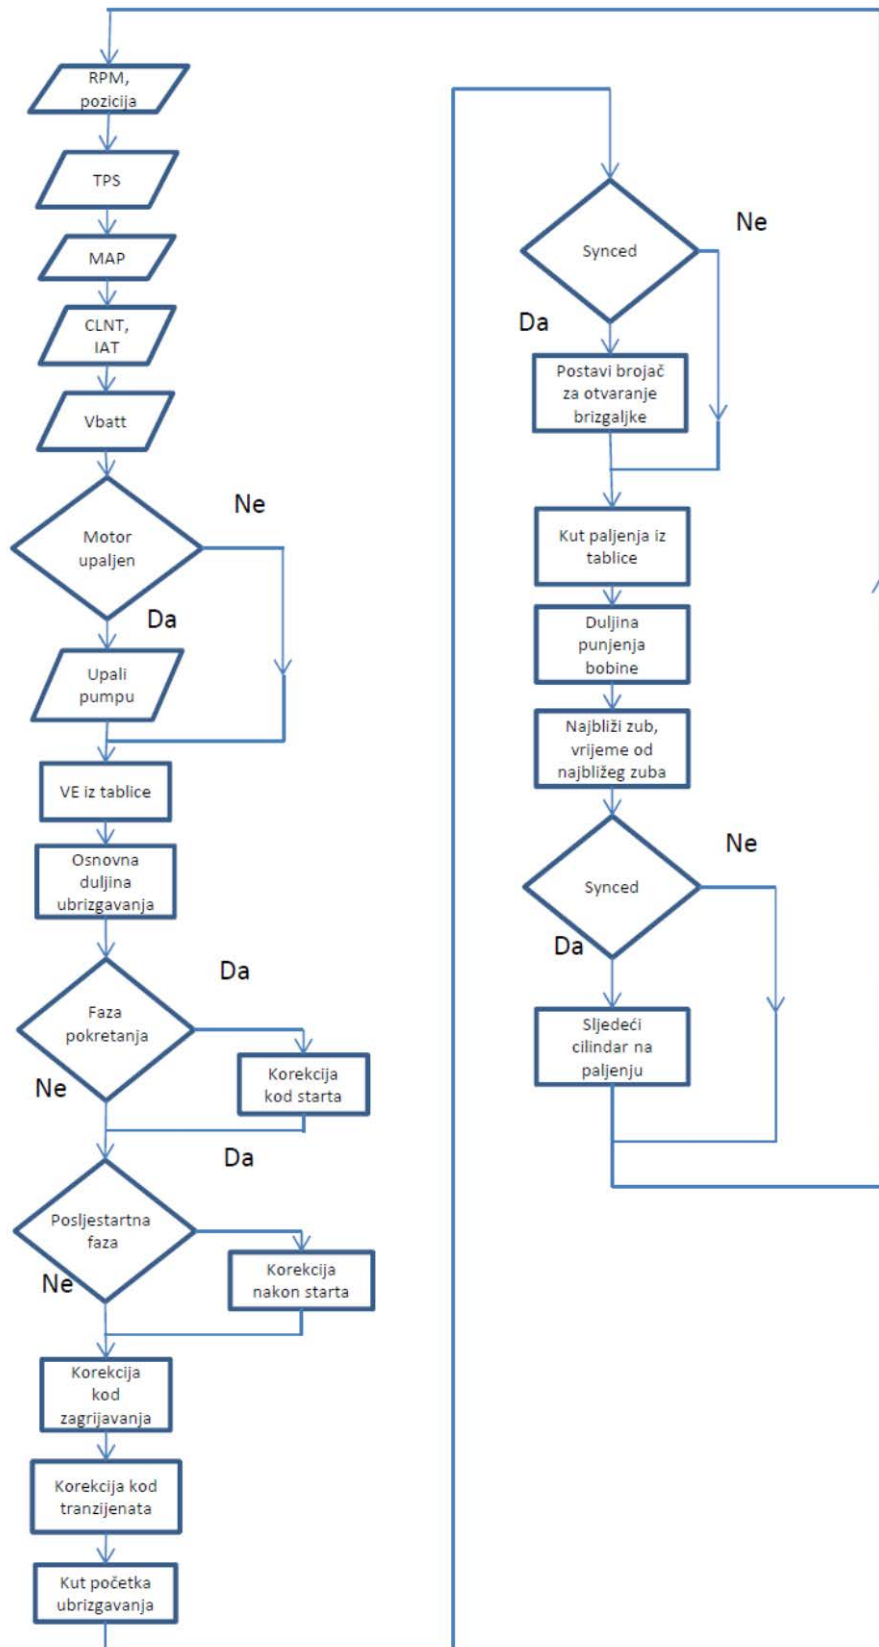 RPM,
pozicija
TPS
MAP
CLNT,
IAT
Vbatt
Motor
upaljen
Ne
Da
Upali
pumpu
VE iz tablice
Osnovna
duljina
ubrizgavanja
Faza
pokretanja
Da
Ne
Korekcija
kod starta
Posljestartna
faza
Da
Ne
Korekcija
nakon starta
Korekcija
kod
zagrijavanja
Korekcija kod
tranzijenata
Kut početka
ubrizgavanja
Synced
Ne
Da
Postavi brojač
za otvaranje
brizgaljke
Kut paljenja iz
tablice
Duljina
punjenja
bobine
Najbliži zub,
vrijeme od
najbližeg zuba
Synced
Ne
Da
Sljedeći
cilindar na
paljenju